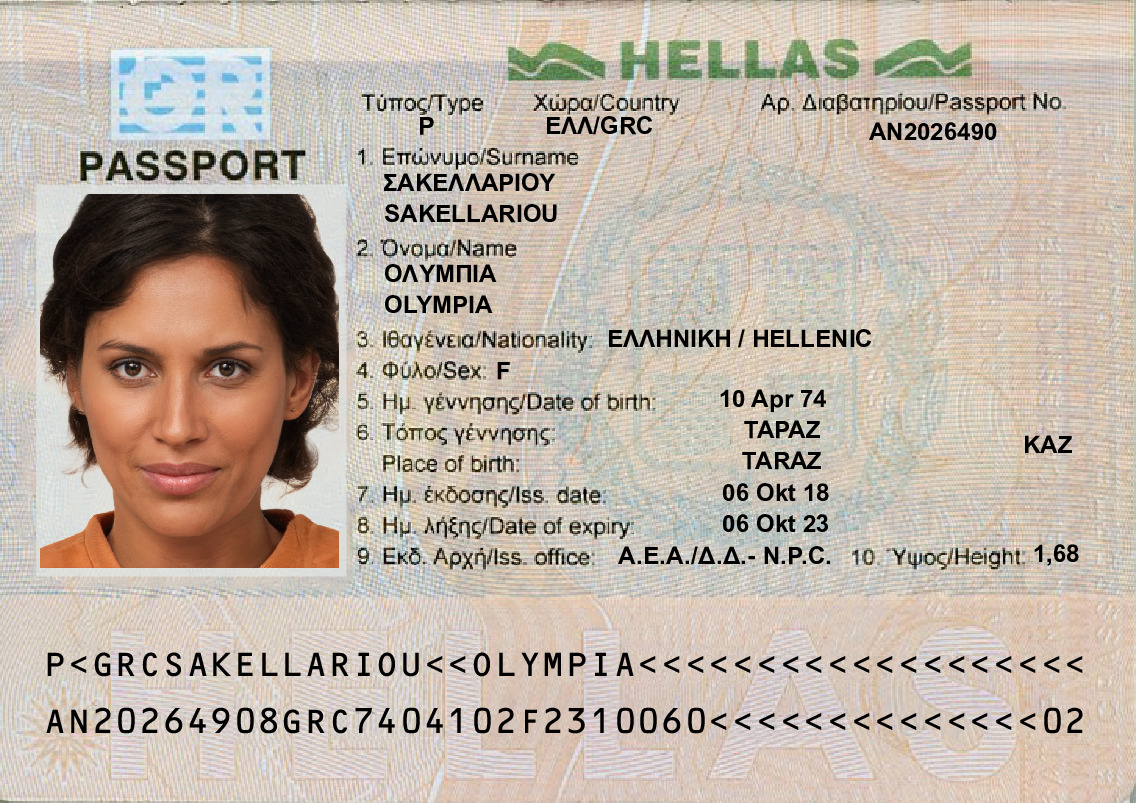 GR
HELLAS
PASSPORT
Τύπος/Type Χώρα/Country Αρ. Διαβατηρίου/Passport No.
P ΕΛΛ/GRC AN2026490
1. Επώνυμο/Surname
ΣΑΚΕΛΛΑΡΙΟΥ
SAKELLARIOU
2. Όνομα/Name
ΟΛΥΜΠΙΑ
OLYMPIA
3. Ιθαγένεια/Nationality: ΕΛΛΗΝΙΚΗ / HELLENIC
4. Φύλο/Sex: F
5. Ημ. γέννησης/Date of birth: 10 Apr 74
6. Τόπος γέννησης: ΤΑΡΑΖ
Place of birth: TARAZ KAZ
7. Ημ. έκδοσης/Iss. date: 06 Okt 18
8. Ημ. λήξης/Date of expiry: 06 Okt 23
9. Εκδ. Αρχή/Iss. office: Α.Ε.Α./Δ.Δ.- N.P.C. 10. Ύψος/Height: 1,68
HELLAS
P<GRCSAKELLARIOU<<OLYMPIA<<<<<<<<<<<<<<<<<<<
AN20264908GRC7404102F2310060<<<<<<<<<<<<<<02